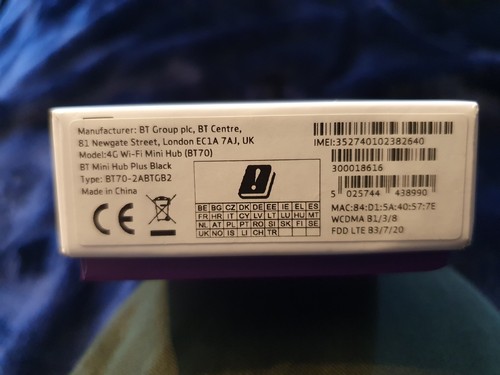 Manufacturer: BT Group plc, BT Centre,
81 Newgate Street, London EC1A 7AJ, UK
Model:4G Wi-Fi Mini Hub (BT70)
BT Mini Hub Plus Black
Type: BT70-2ABTGB2
Made in China
CE
BE BG CZ DK DE EE IE EL ES
FR HR IT CY LV LT LU HU MT
NL AT PL PT RO SI SK FI SE
UK NO IS LI CH TR
IMEI:352740102382640
300018616
5 025744 438990
MAC:84:D1:5A:40:57:7E
WCDMA B1/3/8
FDD LTE B3/7/20